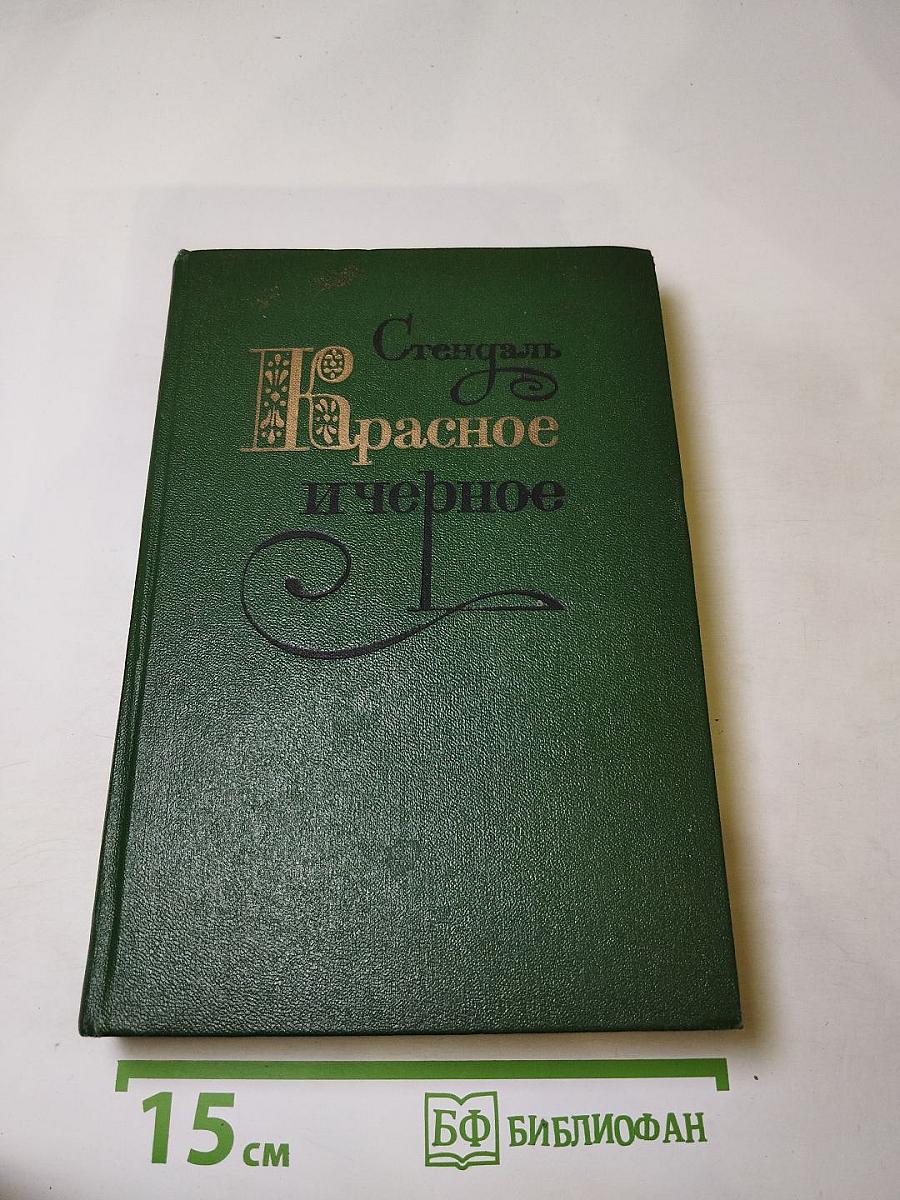 Стендаль
Красное
и черное
15 см
БФ БИБЛИОФАН